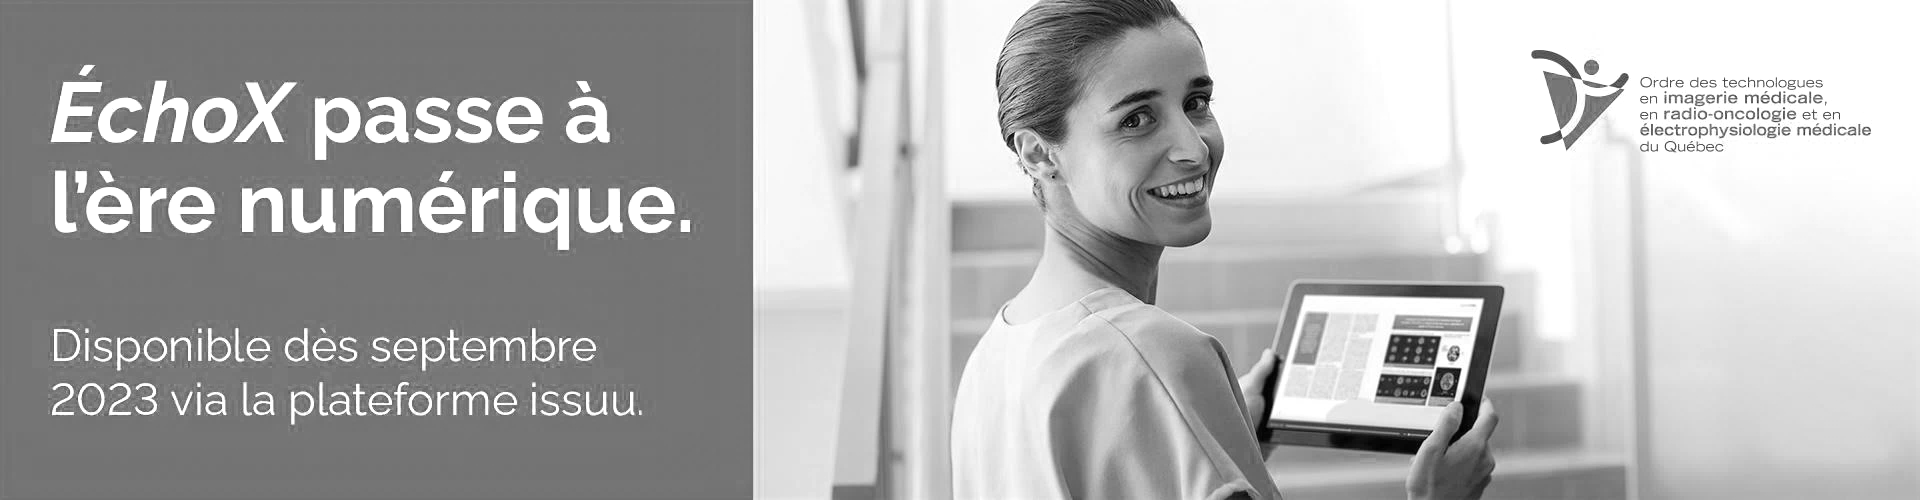 ÉchoX passe à
l'ère numérique.
Disponible dès septembre
2023 via la plateforme issuu.
Ordre des technologues
en imagerie médicale,
en radio-oncologie et en
électrophysiologie médicale
du Québec